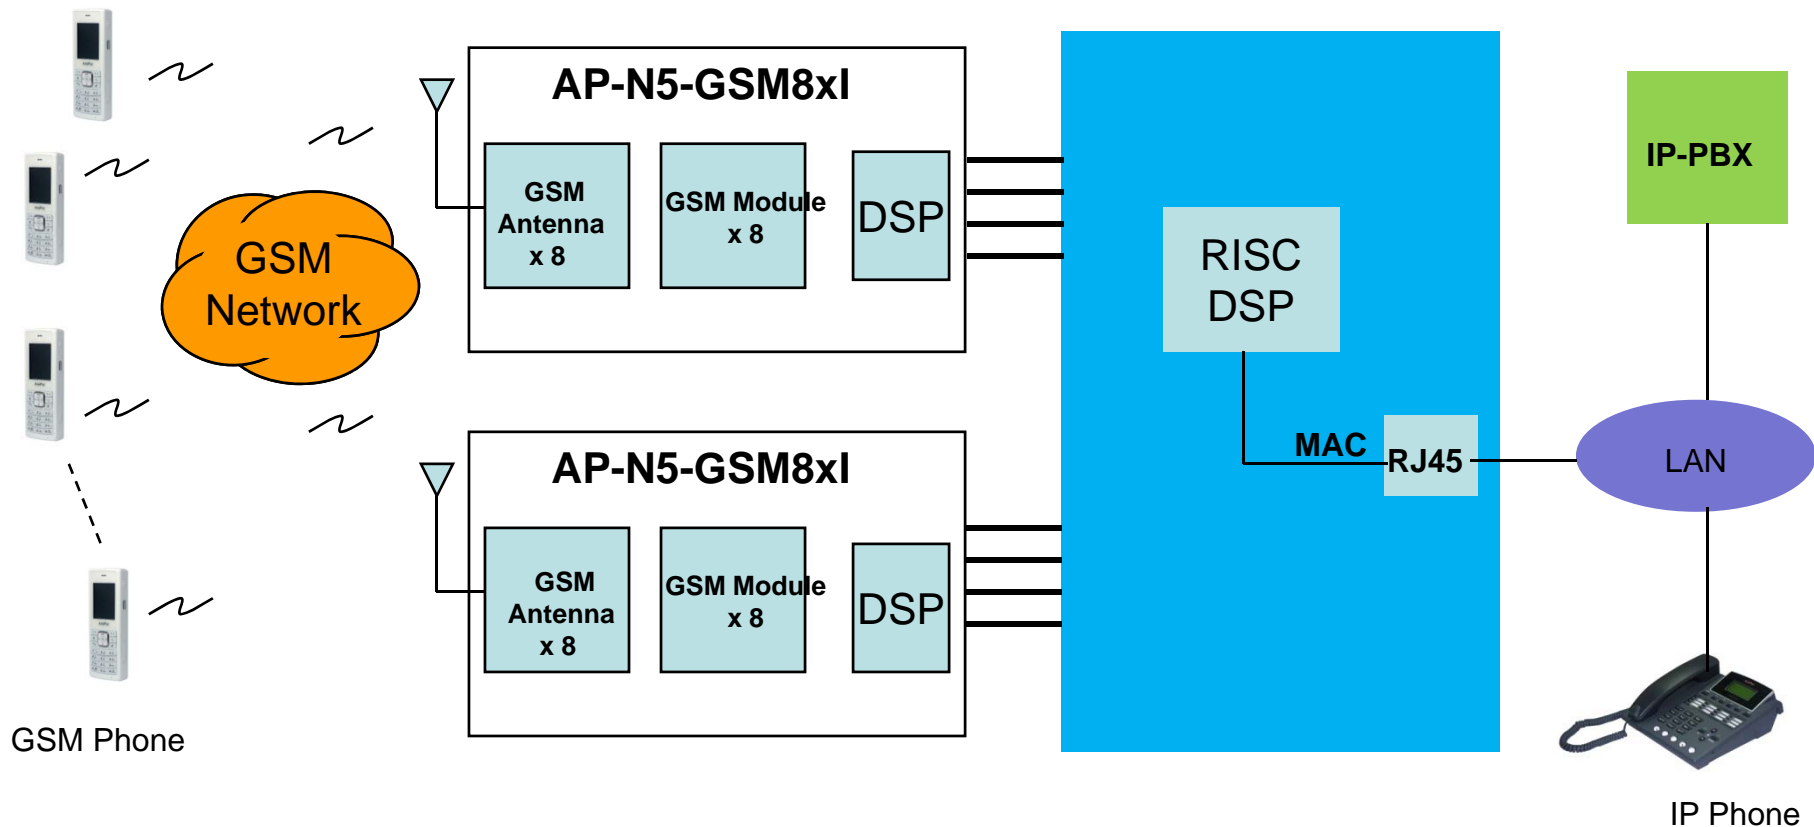 AP-N5-GSM8xI
GSM
Antenna
x 8
GSM Module
x 8
DSP
GSM
Network
AP-N5-GSM8xI
GSM
Antenna
x 8
GSM Module
x 8
DSP
RISC
DSP
MAC
RJ45
IP-PBX
LAN
GSM Phone
IP Phone